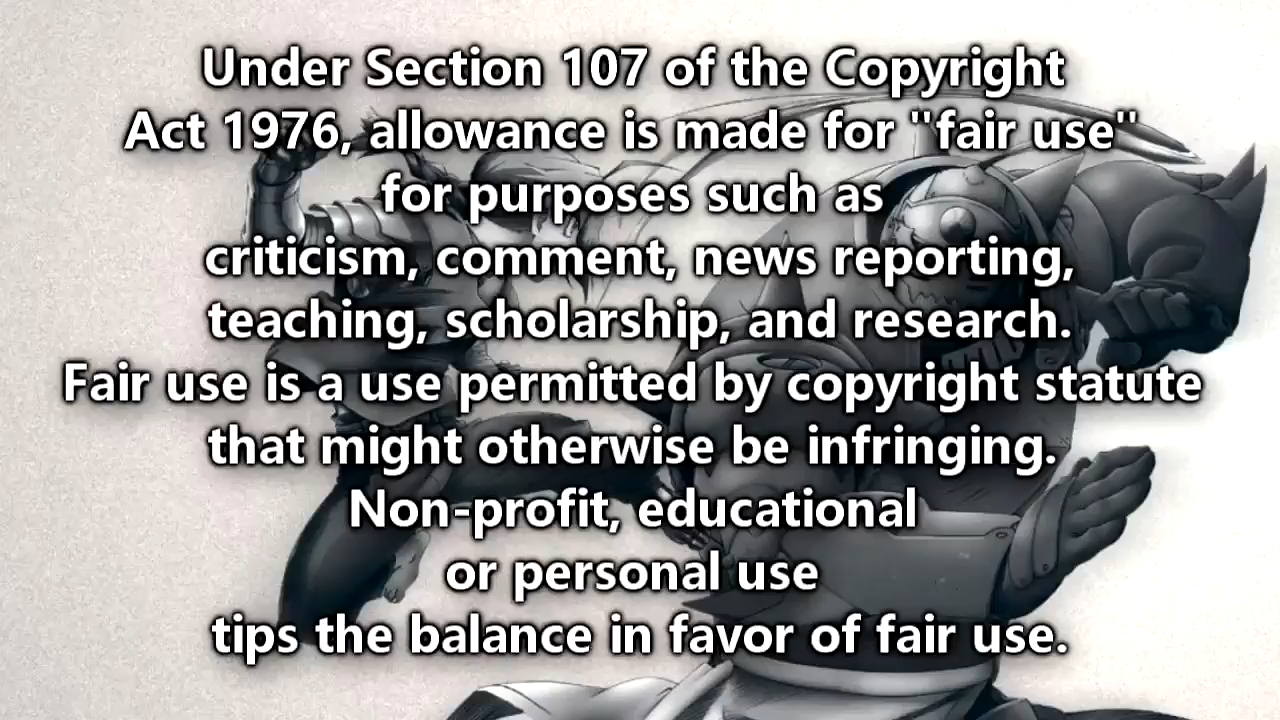 Under Section 107 of the Copyright
Act 1976, allowance is made for "fair use"
for purposes such as
criticism, comment, news reporting,
teaching, scholarship, and research.
Fair use is a use permitted by copyright statute
that might otherwise be infringing.
Non-profit, educational
or personal use
tips the balance in favor of fair use.